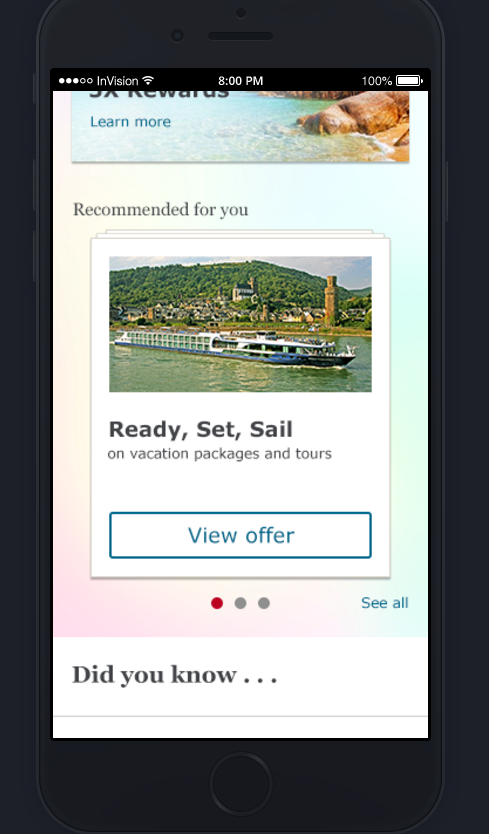 InVision 8:00 PM 100%
5X Rewards
Learn more
Recommended for you
Ready, Set, Sail
on vacation packages and tours
View offer
See all
Did you know . . .